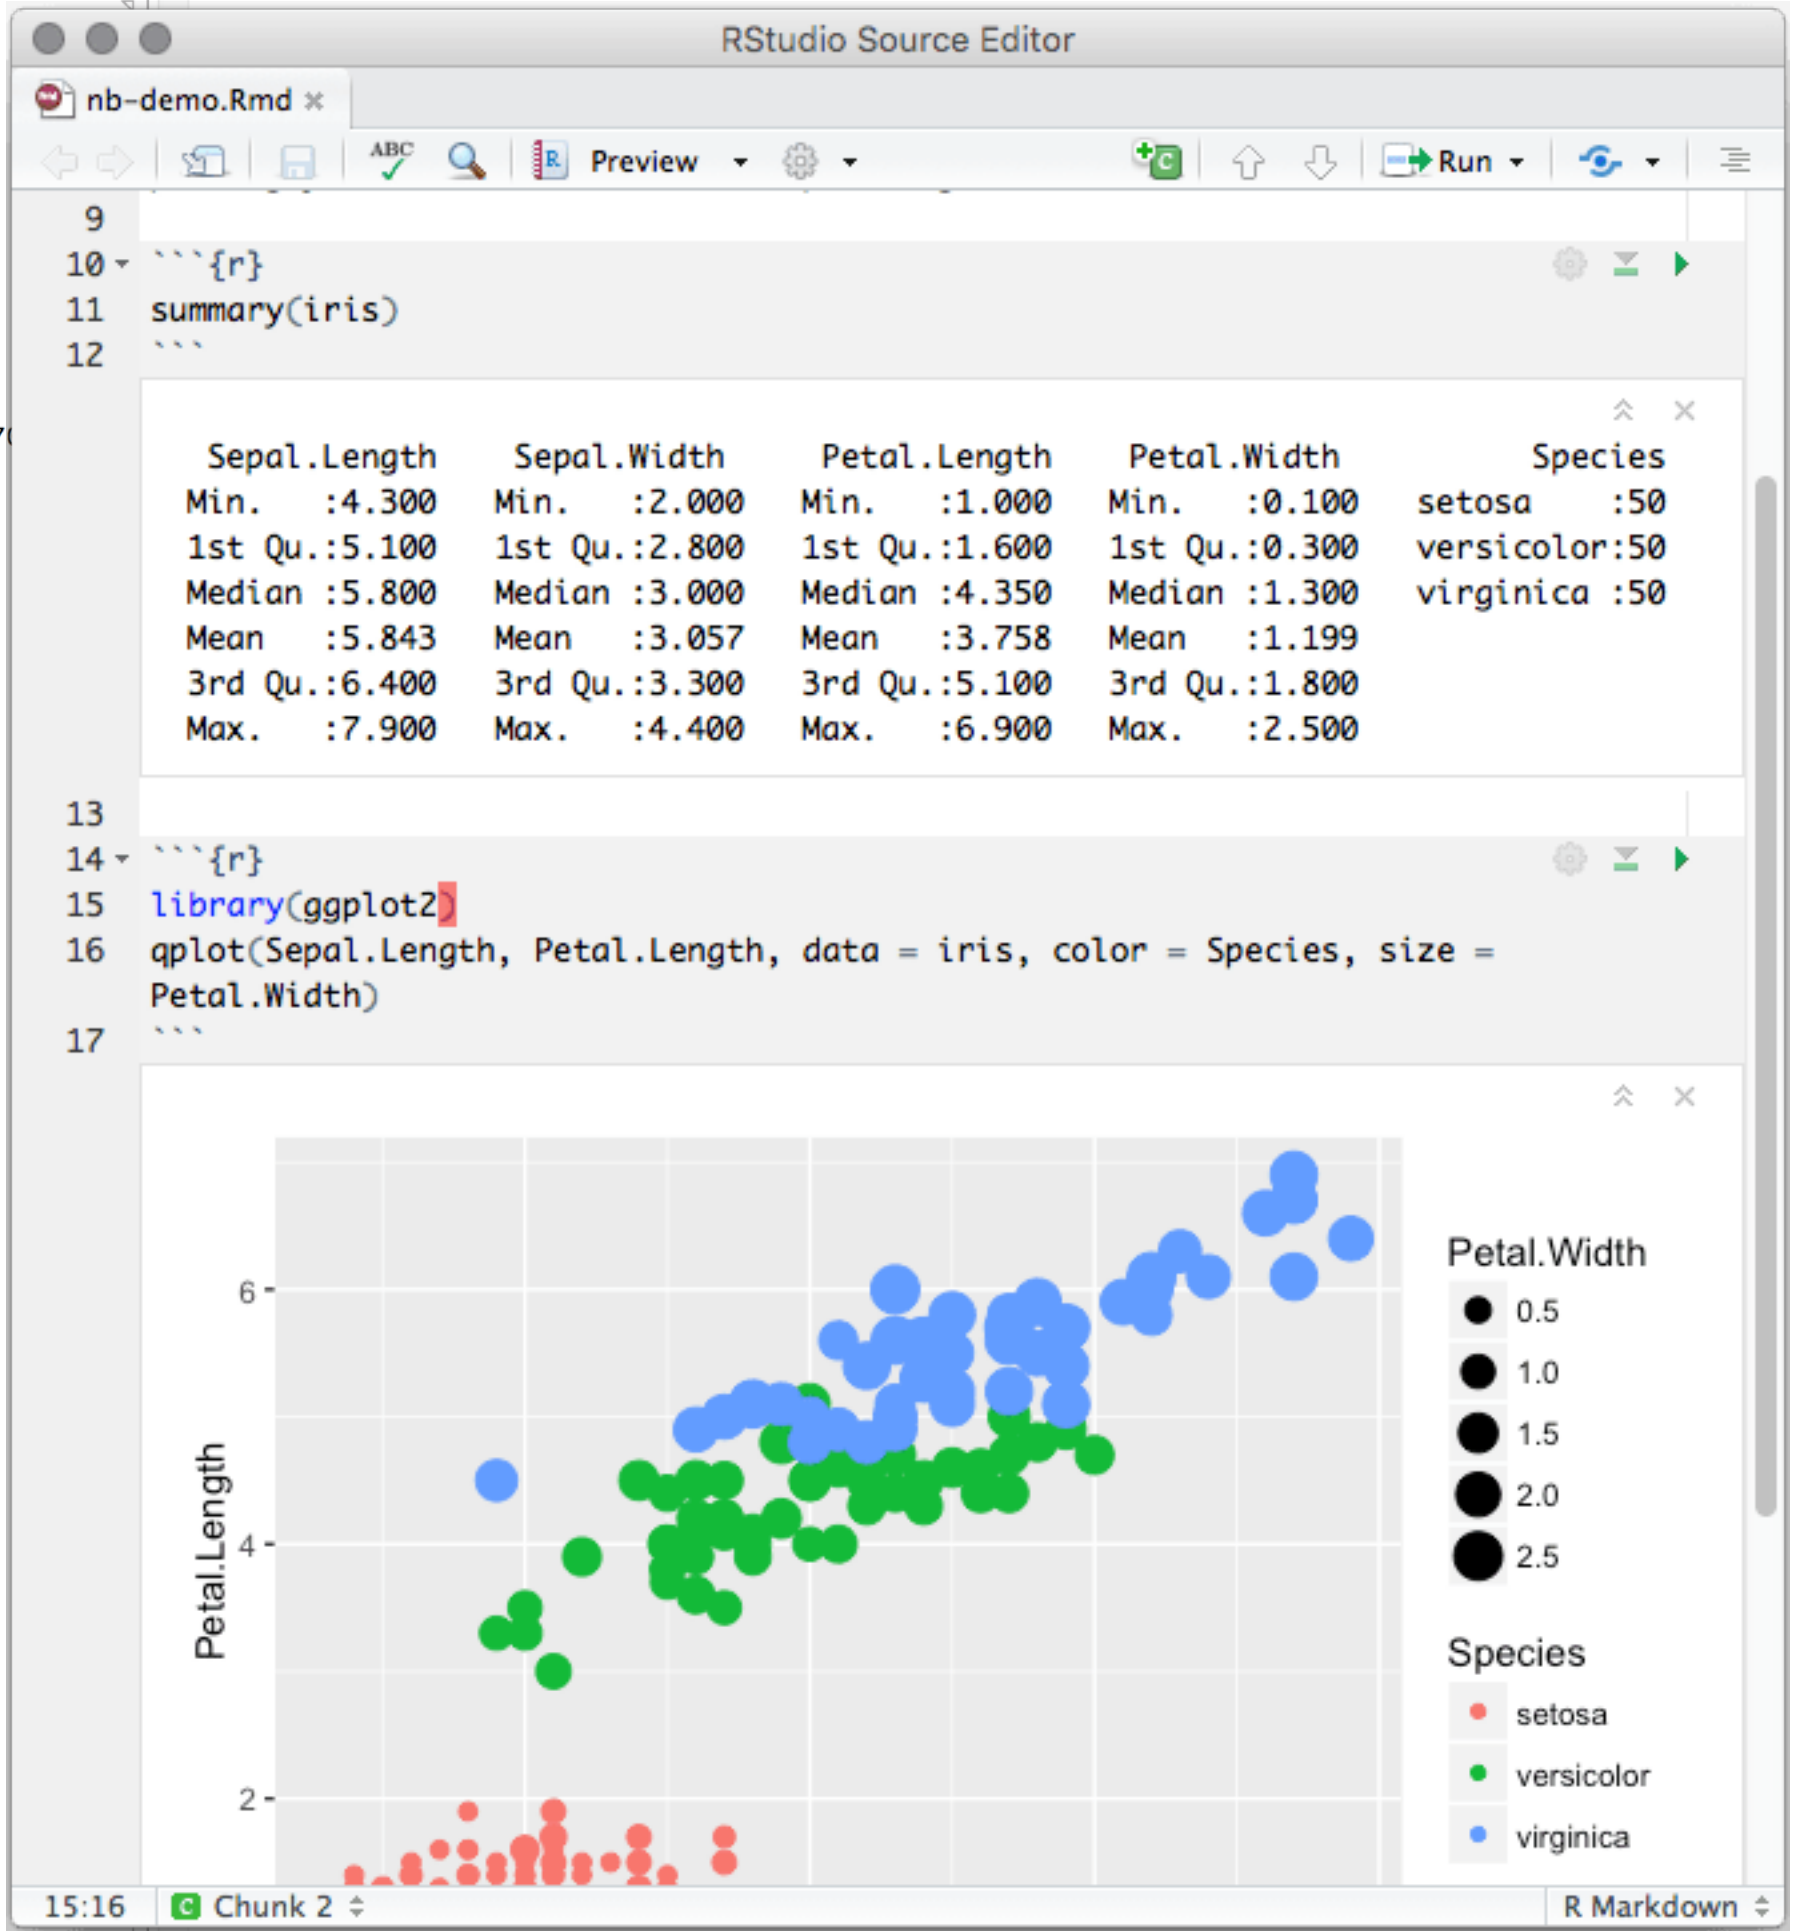 RStudio Source Editor
nb-demo.Rmd
ABC Preview Run
9
10 ```{r}
11 summary(iris)
12 ```
Sepal.Length Sepal.Width Petal.Length Petal.Width Species
Min. :4.300 Min. :2.000 Min. :1.000 Min. :0.100 setosa :50
1st Qu.:5.100 1st Qu.:2.800 1st Qu.:1.600 1st Qu.:0.300 versicolor:50
Median :5.800 Median :3.000 Median :4.350 Median :1.300 virginica :50
Mean :5.843 Mean :3.057 Mean :3.758 Mean :1.199
3rd Qu.:6.400 3rd Qu.:3.300 3rd Qu.:5.100 3rd Qu.:1.800
Max. :7.900 Max. :4.400 Max. :6.900 Max. :2.500
13
14 ```{r}
15 library(ggplot2)
16 qplot(Sepal.Length, Petal.Length, data = iris, color = Species, size =
Petal.Width)
17 ```
Petal.Length
6
4
2
Petal.Width
0.5
1.0
1.5
2.0
2.5
Species
setosa
versicolor
virginica
15:16 C Chunk 2 R Markdown